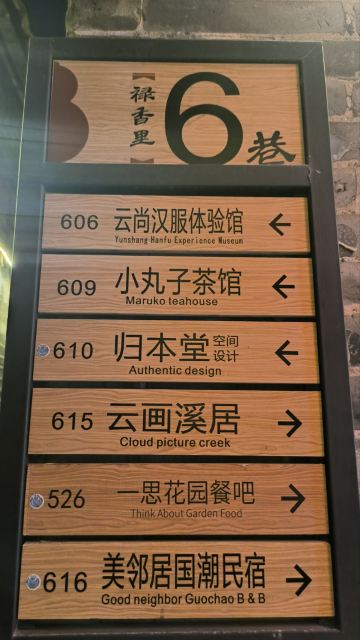 【禄香里】
6巷
606 云尚汉服体验馆 ←
Yunshang Hanfu Experience Museum
609 小丸子茶馆 ←
Maruko teahouse
610 归本堂 空间设计 ←
Authentic design
615 云画溪居 →
Cloud picture creek
526 一思花园餐吧 →
Think About Garden Food
616 美邻居国潮民宿 →
Good neighbor Guochao B & B